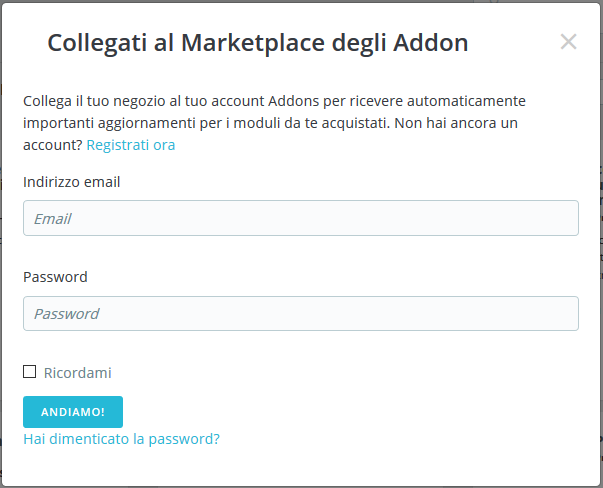 Collegati al Marketplace degli Addon
Collega il tuo negozio al tuo account Addons per ricevere automaticamente
importanti aggiornamenti per i moduli da te acquistati. Non hai ancora un
account? Registrati ora
Indirizzo email
Email
Password
Password
Ricordami
ANDIAMO!
Hai dimenticato la password?